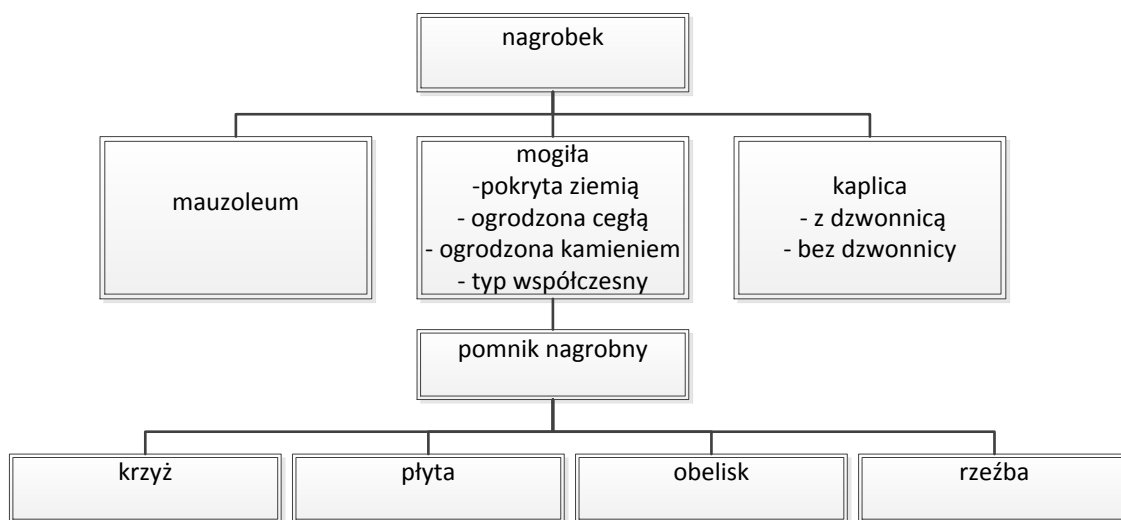 nagrobek
mauzoleum
mogiła
-pokryta ziemią
- ogrodzona cegłą
- ogrodzona kamieniem
- typ współczesny
kaplica
- z dzwonnicą
- bez dzwonnicy
pomnik nagrobny
krzyż
płyta
obelisk
rzeźba